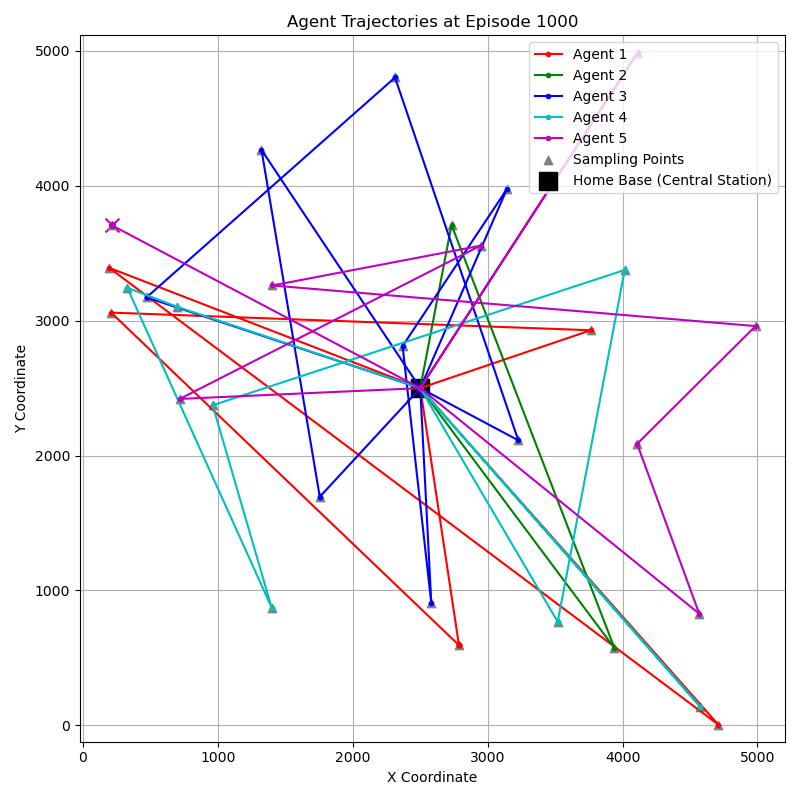 Agent Trajectories at Episode 1000
Agent 1
Agent 2
Agent 3
Agent 4
Agent 5
Sampling Points
Home Base (Central Station)
5000
4000
3000
2000
1000
0
Y Coordinate
0 1000 2000 3000 4000 5000
X Coordinate